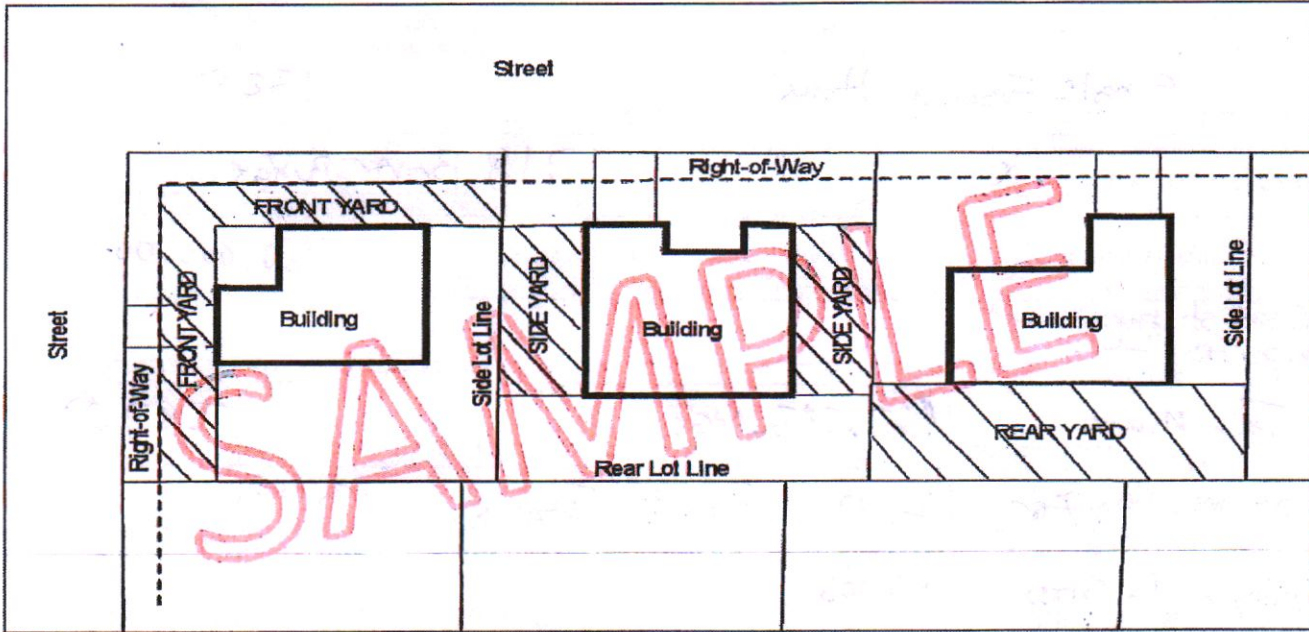 Street
Right-of-Way
FRONT YARD
Street
Right-of-Way
FRONT YARD
Building
Side Lot Line
SIDE YARD
Building
SIDE YARD
Building
Side Lot Line
REAR YARD
Rear Lot Line
SAMPLE